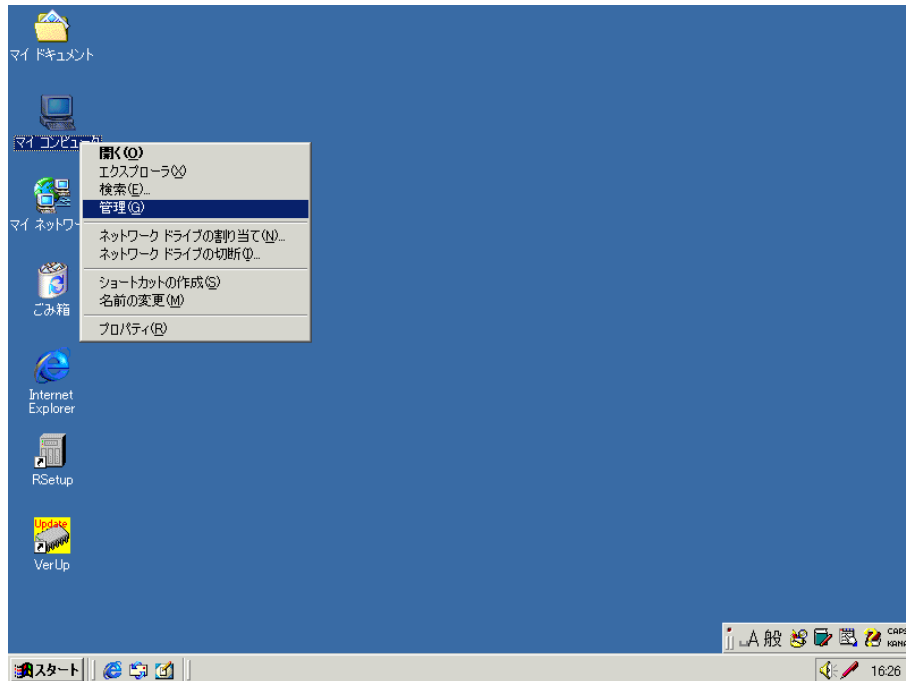 マイ ドキュメント
マイ コンピュータ
開く(O)
エクスプローラ(X)
検索(E)...
管理(G)
ネットワーク ドライブの割り当て(N)...
ネットワーク ドライブの切断(I)...
ショートカットの作成(S)
名前の変更(M)
プロパティ(R)
マイ ネットワー
ごみ箱
Internet
Explorer
RSetup
Update
VerUp
A 般
CAPS
KANA
スタート
16:26